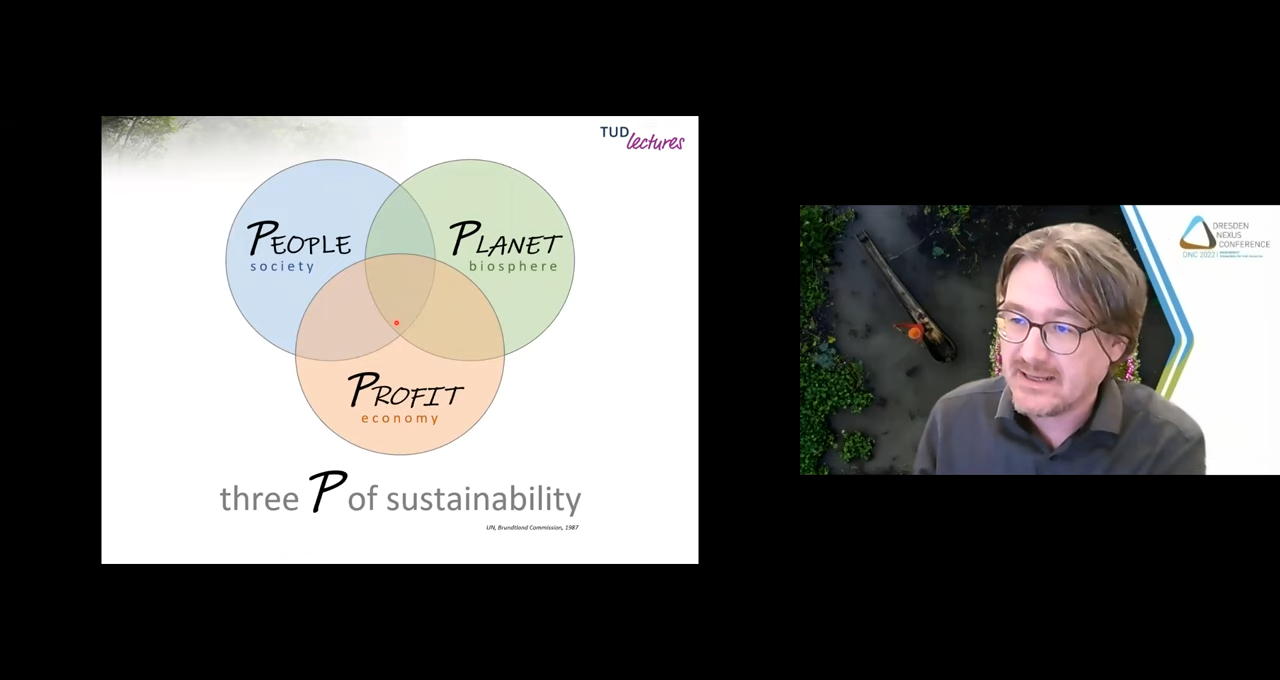 TUD
lectures
PEOPLE
society
PLANET
biosphere
PROFIT
economy
three P of sustainability
UN, Brundtland Commission, 1987
DRESDEN
NEXUS
CONFERENCE
DNC 2022